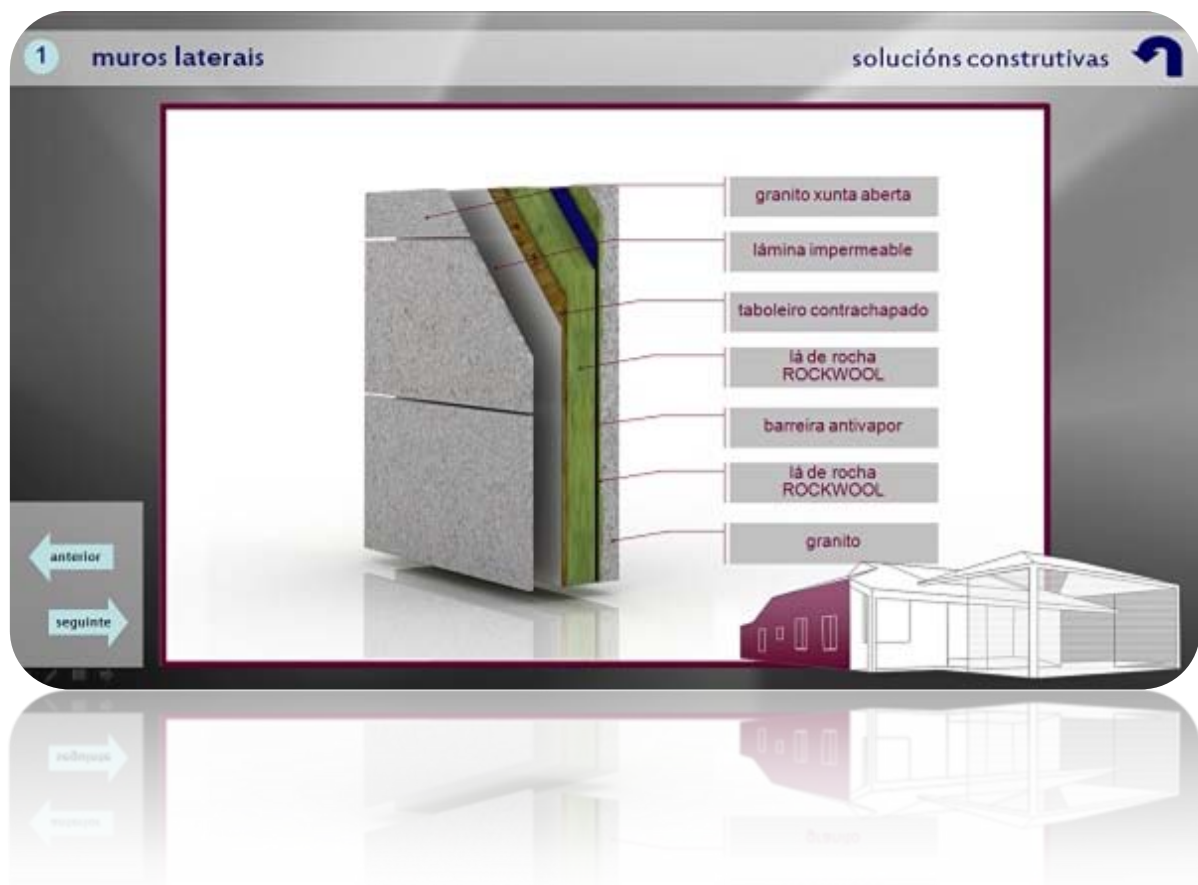 1 muros laterais
solucións construtivas
granito xunta aberta
lámina impermeable
taboleiro contrachapado
lá de rocha
ROCKWOOL
barreira antivapor
lá de rocha
ROCKWOOL
granito
anterior
seguinte